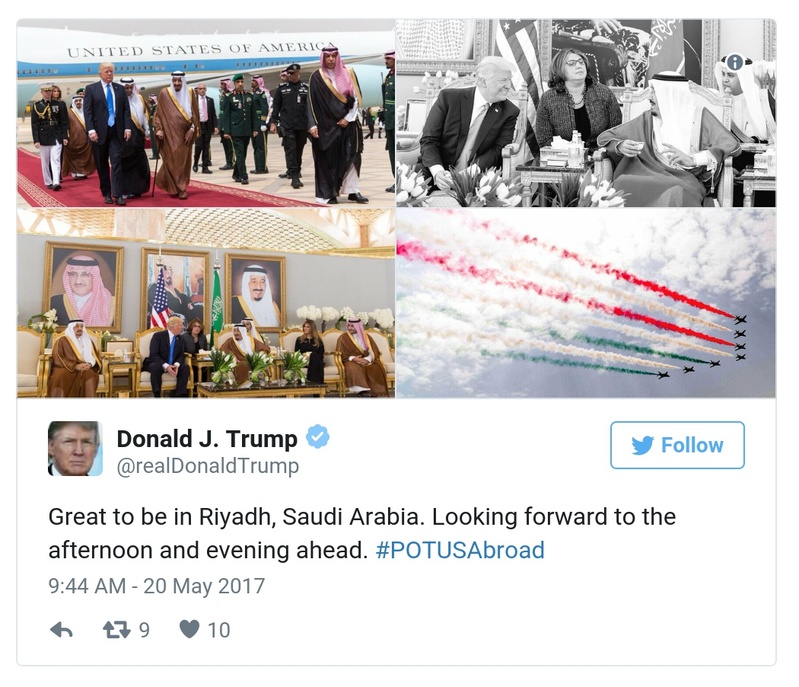 UNITED STATES OF AMERICA
Donald J. Trump
@realDonaldTrump
Follow
Great to be in Riyadh, Saudi Arabia. Looking forward to the
afternoon and evening ahead. #POTUSAbroad
9:44 AM - 20 May 2017
9 10